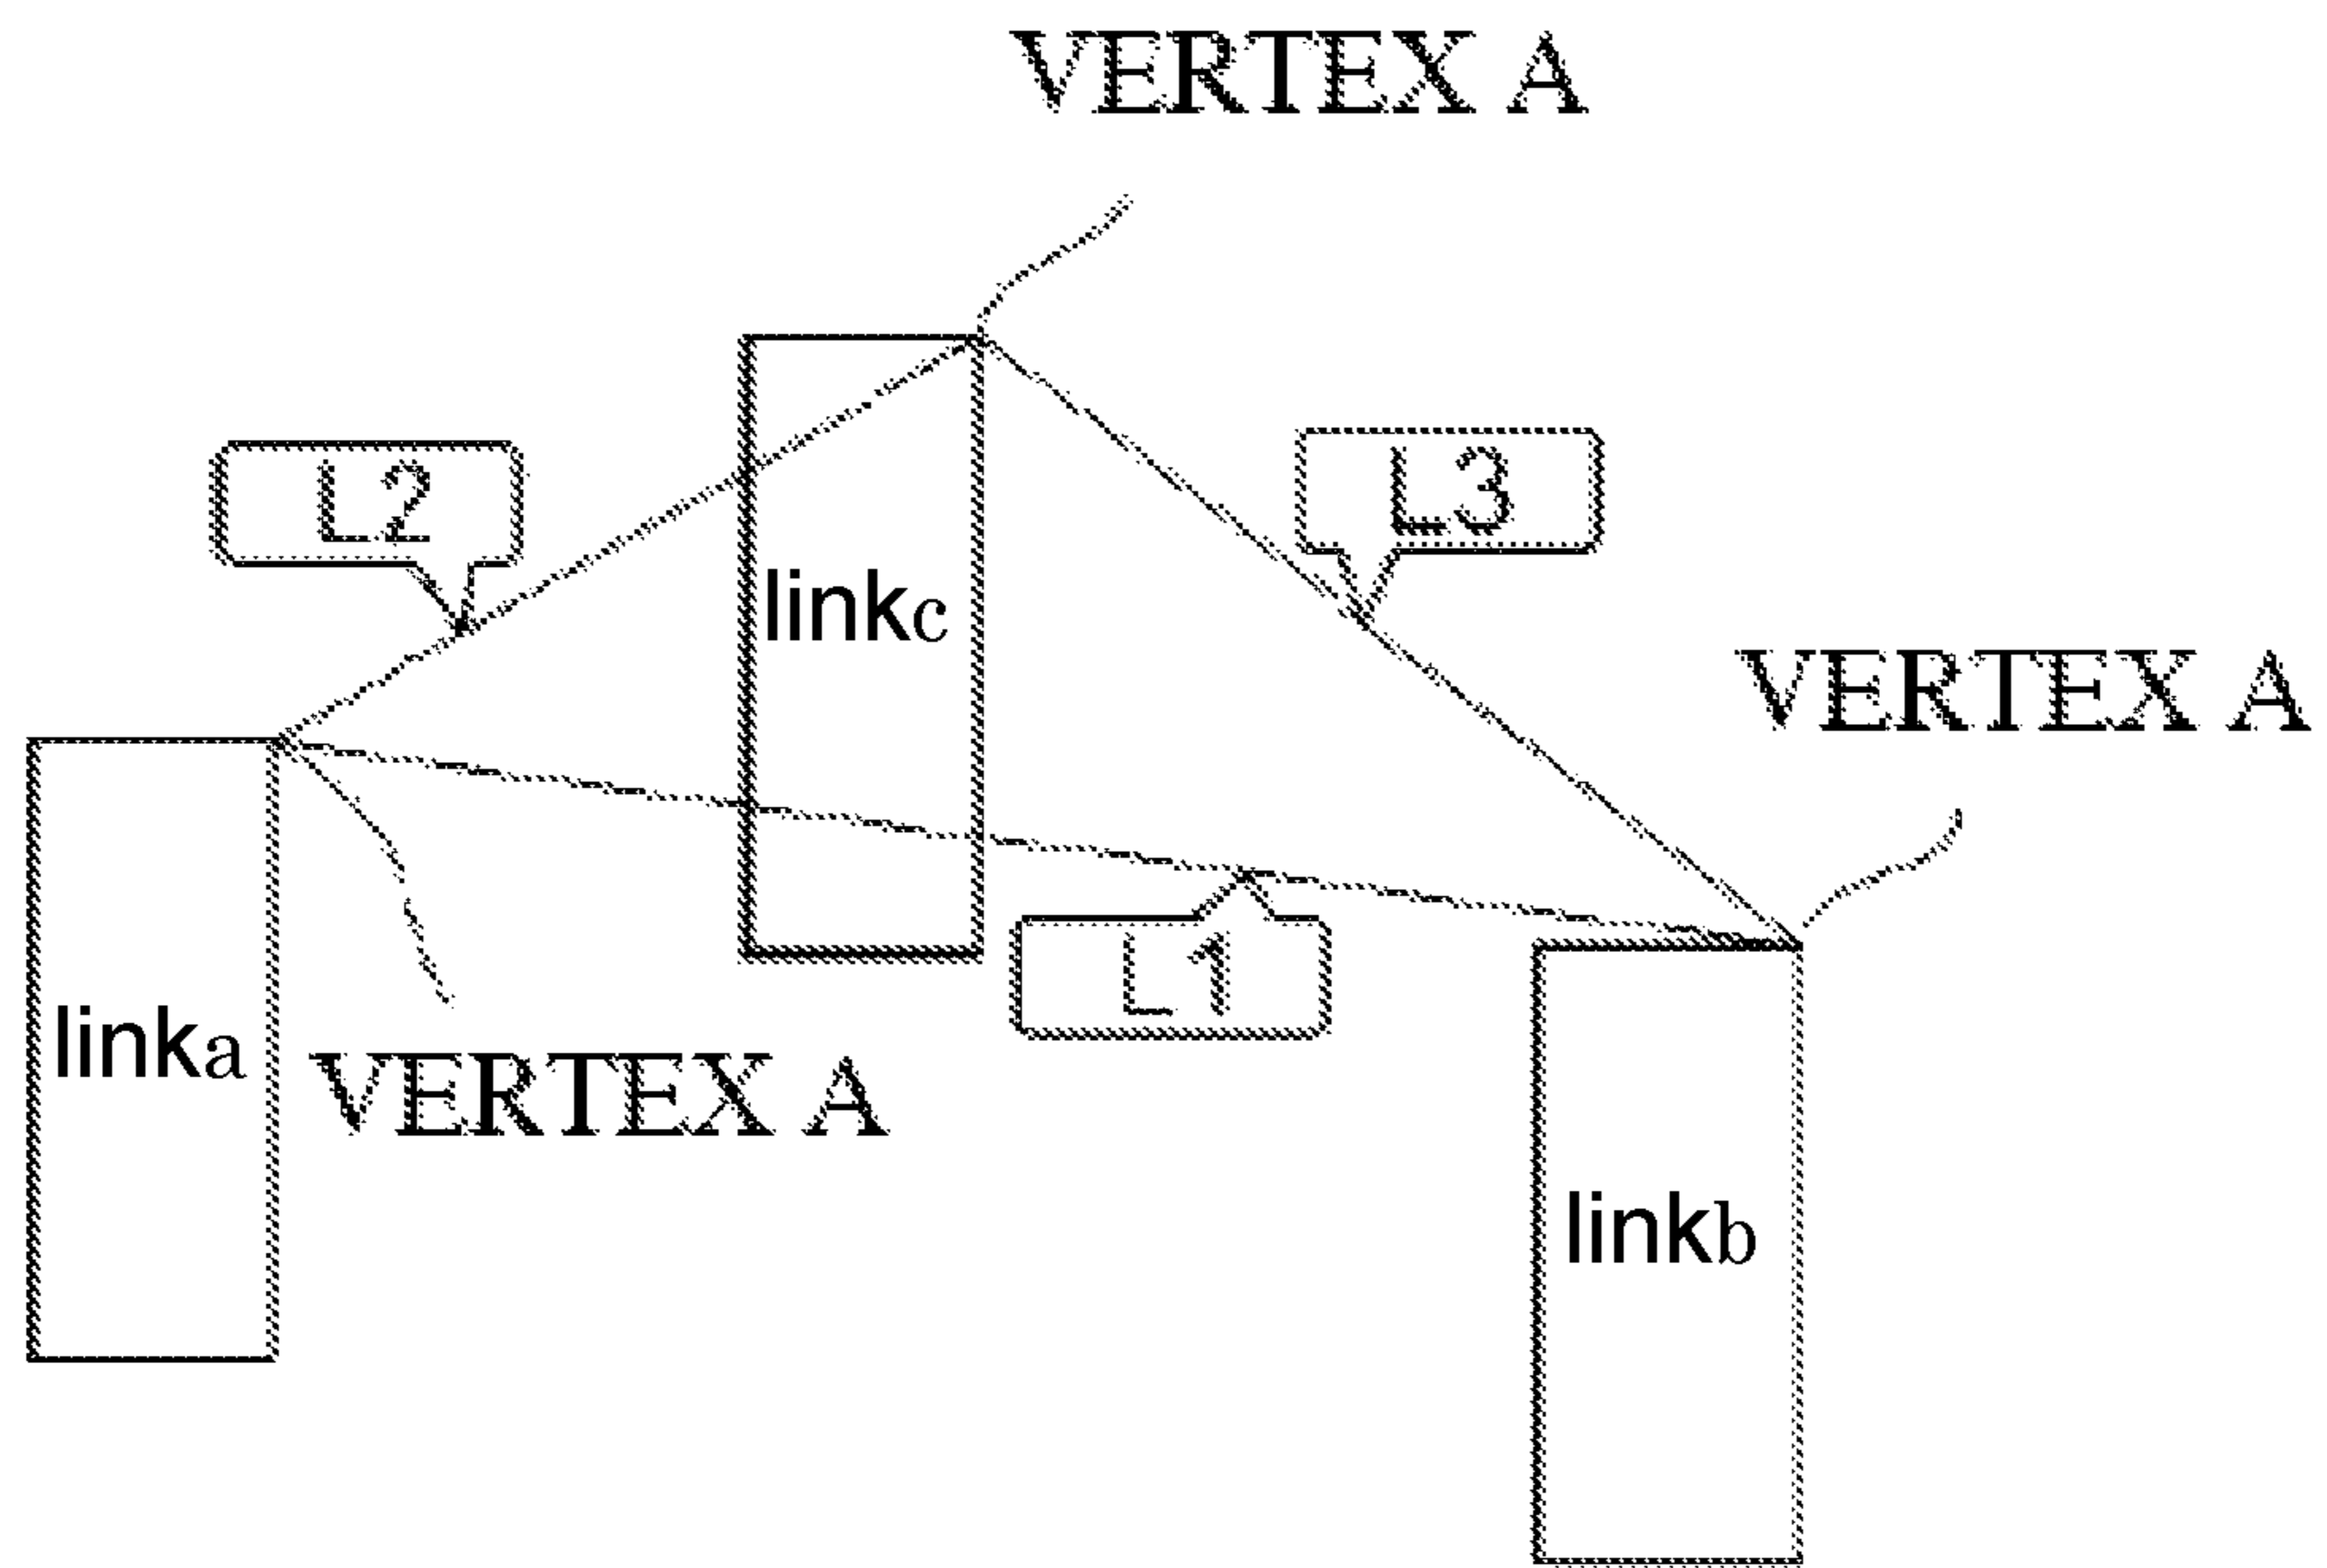 VERTEX A
L2
L3
linkc
VERTEX A
L1
linka
VERTEX A
linkb